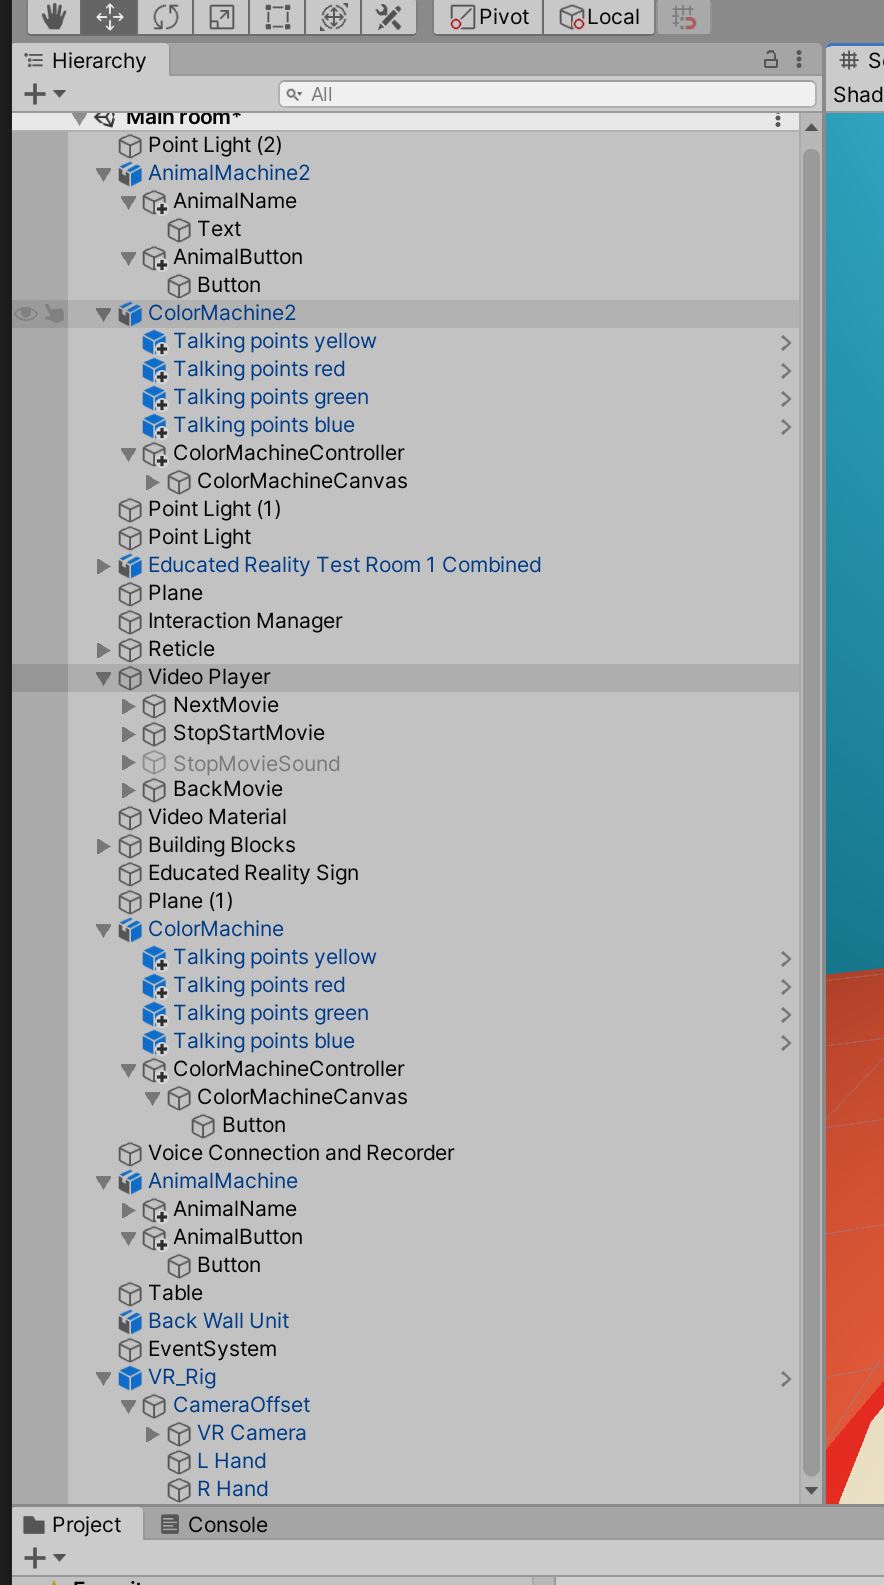 Pivot Local
Hierarchy
All
Main room*
Point Light (2)
AnimalMachine2
AnimalName
Text
AnimalButton
Button
ColorMachine2
Talking points yellow
Talking points red
Talking points green
Talking points blue
ColorMachineController
ColorMachineCanvas
Point Light (1)
Point Light
Educated Reality Test Room 1 Combined
Plane
Interaction Manager
Reticle
Video Player
NextMovie
StopStartMovie
StopMovieSound
BackMovie
Video Material
Building Blocks
Educated Reality Sign
Plane (1)
ColorMachine
Talking points yellow
Talking points red
Talking points green
Talking points blue
ColorMachineController
ColorMachineCanvas
Button
Voice Connection and Recorder
AnimalMachine
AnimalName
AnimalButton
Button
Table
Back Wall Unit
EventSystem
VR_Rig
CameraOffset
VR Camera
L Hand
R Hand
Project Console
Shad